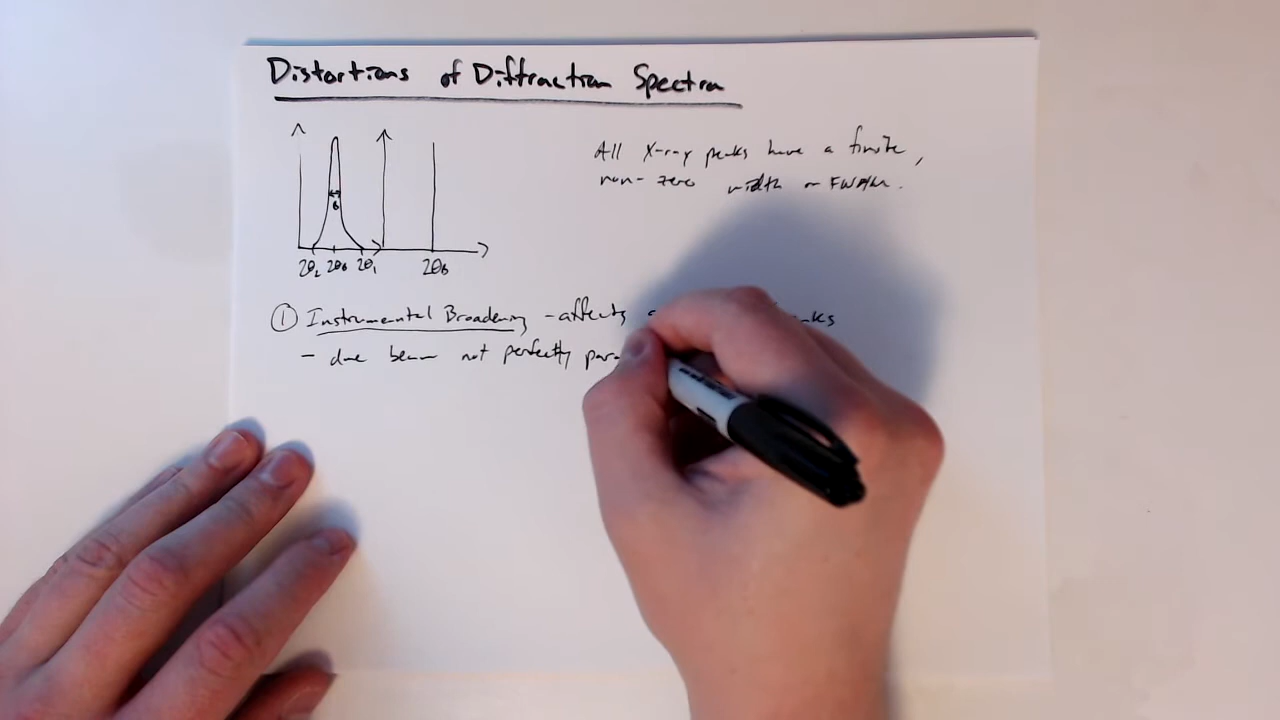 Distortions of Diffraction Spectra
All X-ray peaks have a finite,
non-zero width or FWHM.
B
2θ₂ 2θB 2θ₁ 2θB
① Instrumental Broadening - affects
- due beam not perfectly para